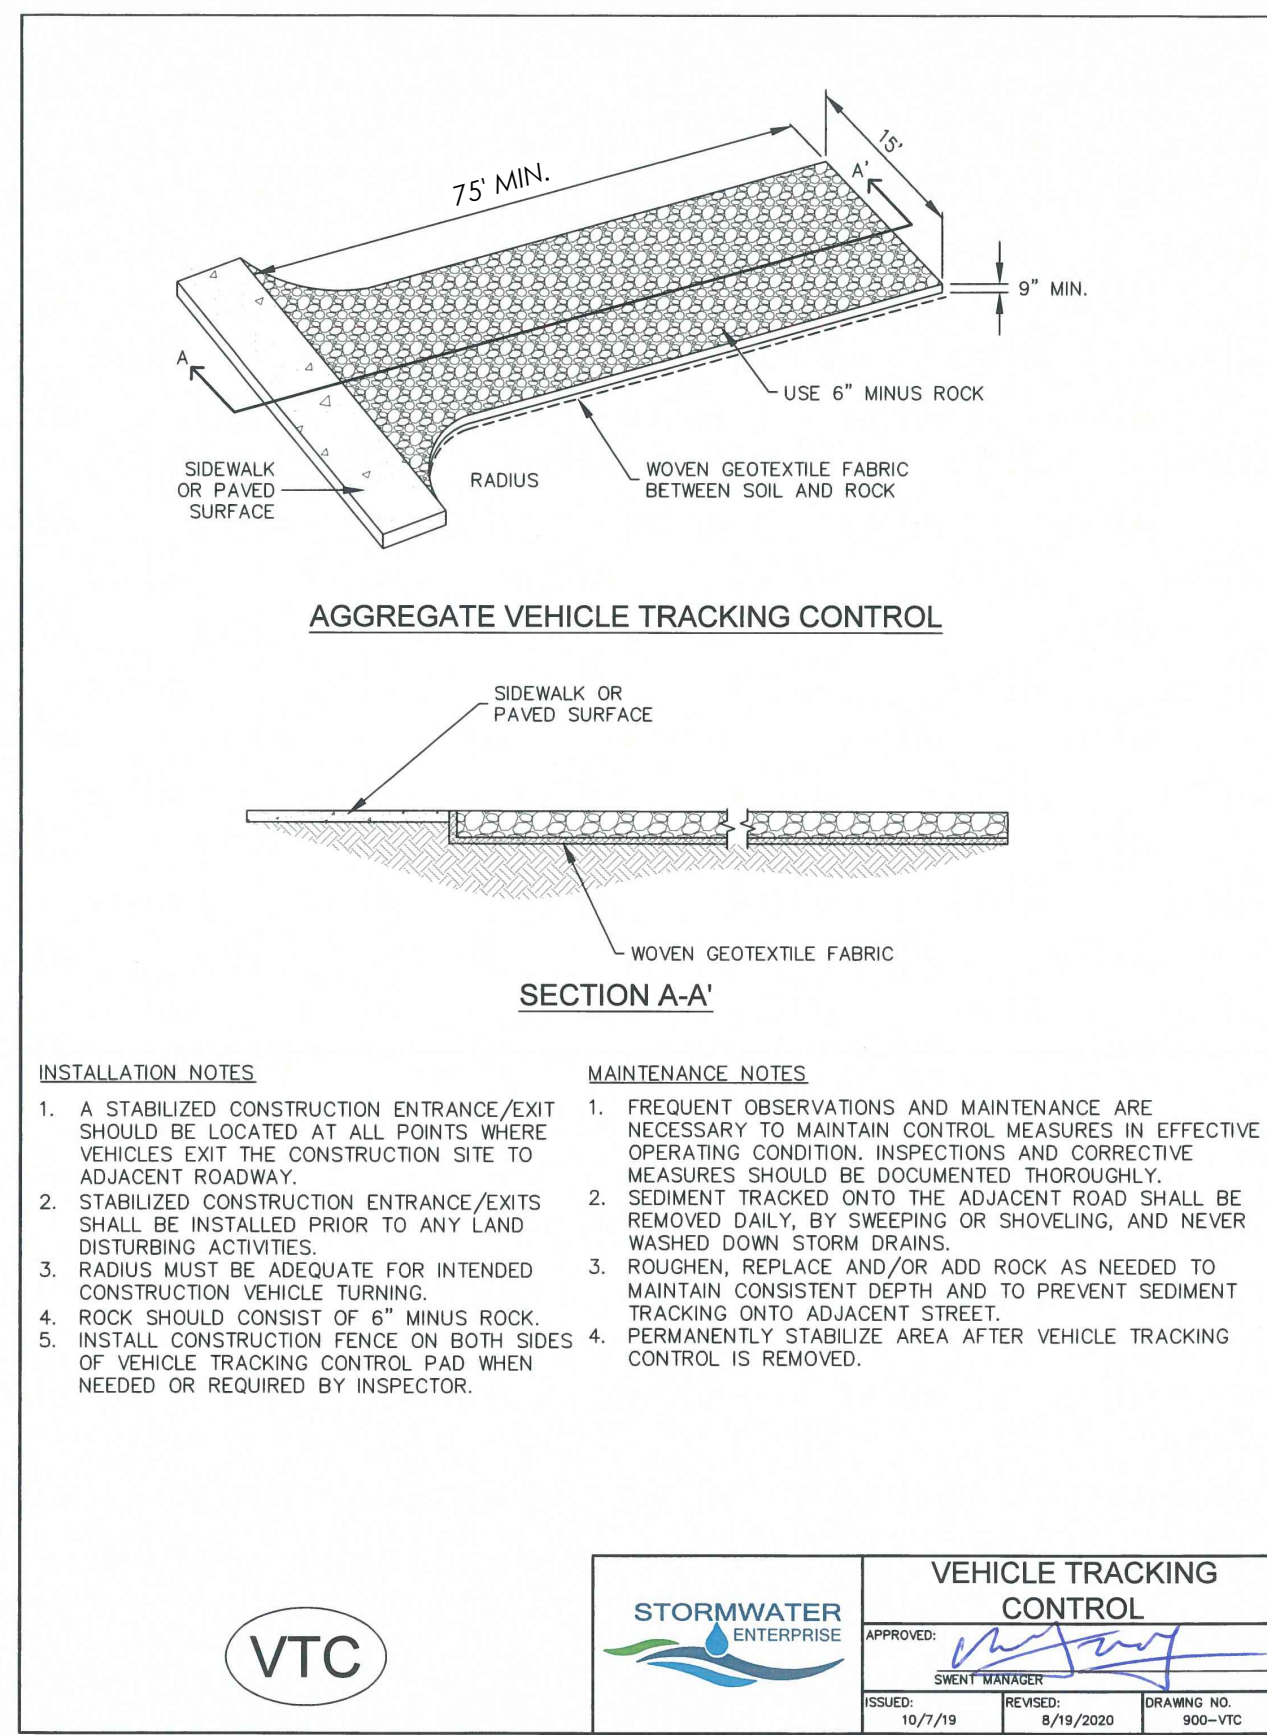 75' MIN.
15'
A'
9" MIN.
A
USE 6" MINUS ROCK
SIDEWALK
OR PAVED
SURFACE
RADIUS
WOVEN GEOTEXTILE FABRIC
BETWEEN SOIL AND ROCK
AGGREGATE VEHICLE TRACKING CONTROL
SIDEWALK OR
PAVED SURFACE
WOVEN GEOTEXTILE FABRIC
SECTION A-A'
INSTALLATION NOTES
1. A STABILIZED CONSTRUCTION ENTRANCE/EXIT
SHOULD BE LOCATED AT ALL POINTS WHERE
VEHICLES EXIT THE CONSTRUCTION SITE TO
ADJACENT ROADWAY.
2. STABILIZED CONSTRUCTION ENTRANCE/EXITS
SHALL BE INSTALLED PRIOR TO ANY LAND
DISTURBING ACTIVITIES.
3. RADIUS MUST BE ADEQUATE FOR INTENDED
CONSTRUCTION VEHICLE TURNING.
4. ROCK SHOULD CONSIST OF 6" MINUS ROCK.
5. INSTALL CONSTRUCTION FENCE ON BOTH SIDES
OF VEHICLE TRACKING CONTROL PAD WHEN
NEEDED OR REQUIRED BY INSPECTOR.
MAINTENANCE NOTES
1. FREQUENT OBSERVATIONS AND MAINTENANCE ARE
NECESSARY TO MAINTAIN CONTROL MEASURES IN EFFECTIVE
OPERATING CONDITION. INSPECTIONS AND CORRECTIVE
MEASURES SHOULD BE DOCUMENTED THOROUGHLY.
2. SEDIMENT TRACKED ONTO THE ADJACENT ROAD SHALL BE
REMOVED DAILY, BY SWEEPING OR SHOVELING, AND NEVER
WASHED DOWN STORM DRAINS.
3. ROUGHEN, REPLACE AND/OR ADD ROCK AS NEEDED TO
MAINTAIN CONSISTENT DEPTH AND TO PREVENT SEDIMENT
TRACKING ONTO ADJACENT STREET.
4. PERMANENTLY STABILIZE AREA AFTER VEHICLE TRACKING
CONTROL IS REMOVED.
VTC
STORMWATER
ENTERPRISE
VEHICLE TRACKING
CONTROL
APPROVED:
SWENT MANAGER
ISSUED:
10/7/19
REVISED:
8/19/2020
DRAWING NO.
900-VTC